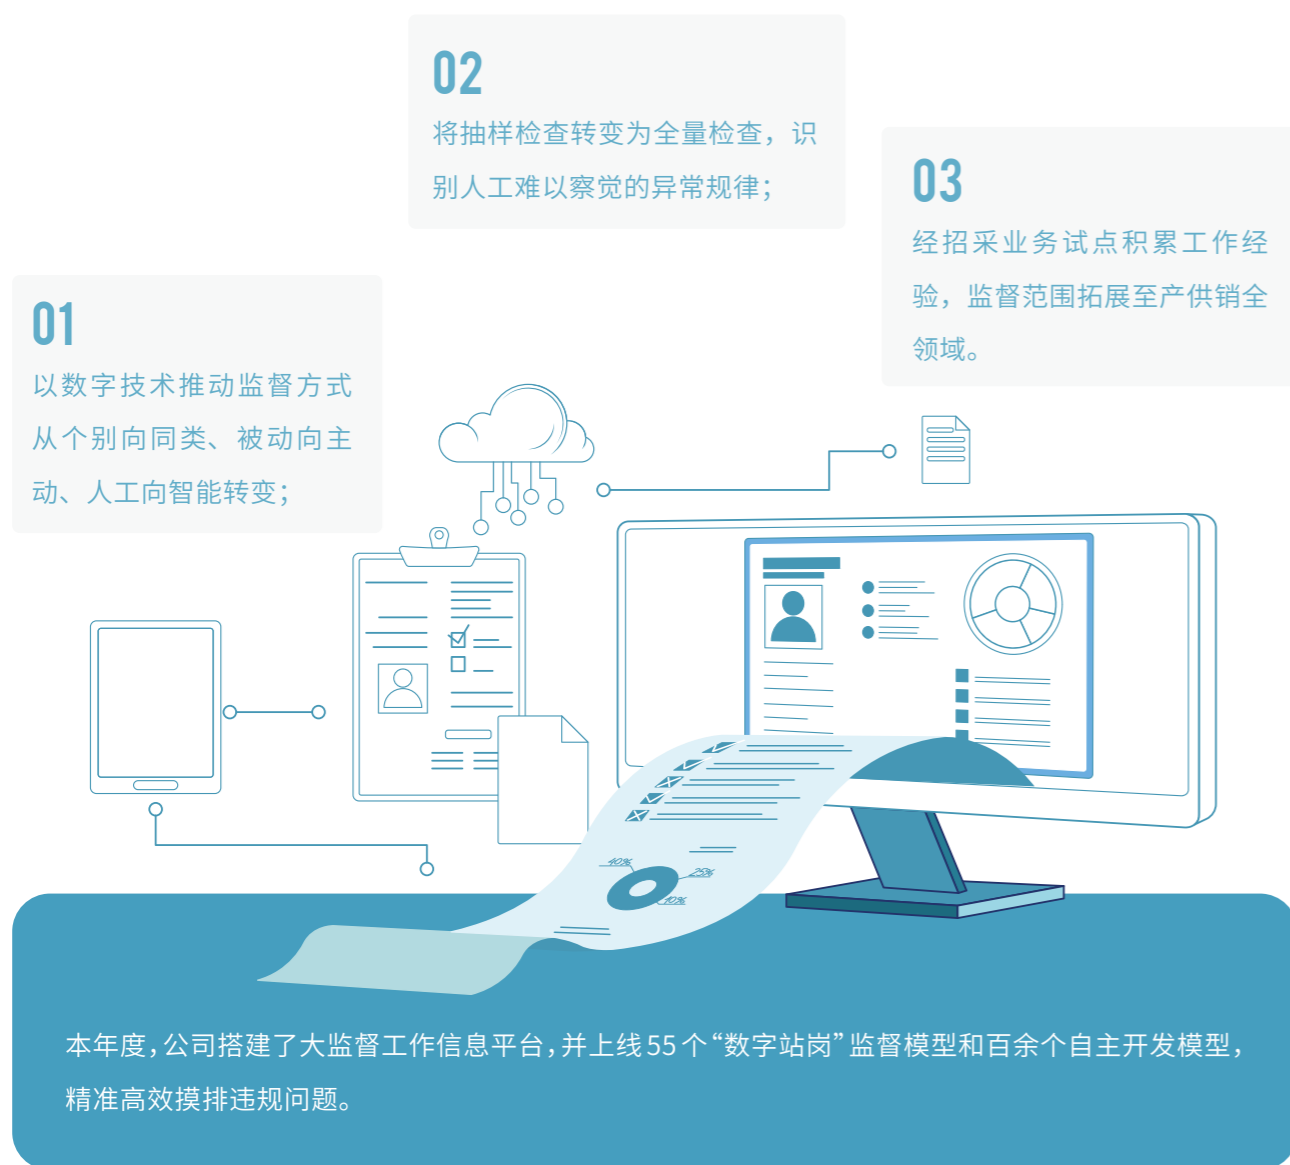 01
以数字技术推动监督方式
从个别向同类、被动向主
动、人工向智能转变；
02
将抽样检查转变为全量检查，识
别人工难以察觉的异常规律；
03
经招采业务试点积累工作经
验，监督范围拓展至产供销全
领域。
40%
25%
10%
本年度，公司搭建了大监督工作信息平台，并上线55个“数字站岗”监督模型和百余个自主开发模型，
精准高效摸排违规问题。